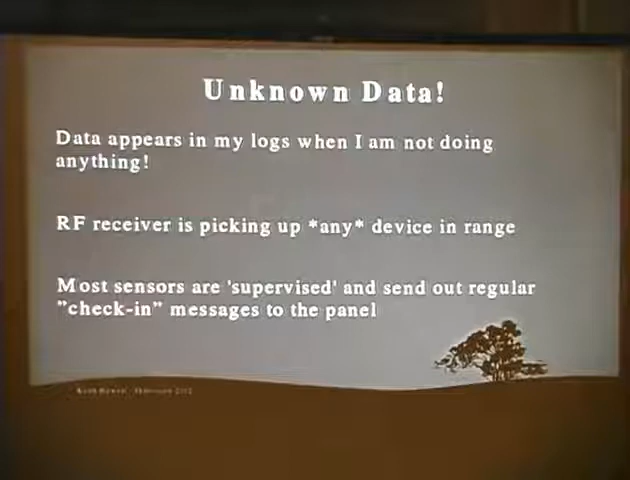 Unknown Data!
Data appears in my logs when I am not doing
anything!
RF receiver is picking up *any* device in range
Most sensors are 'supervised' and send out regular
"check-in" messages to the panel